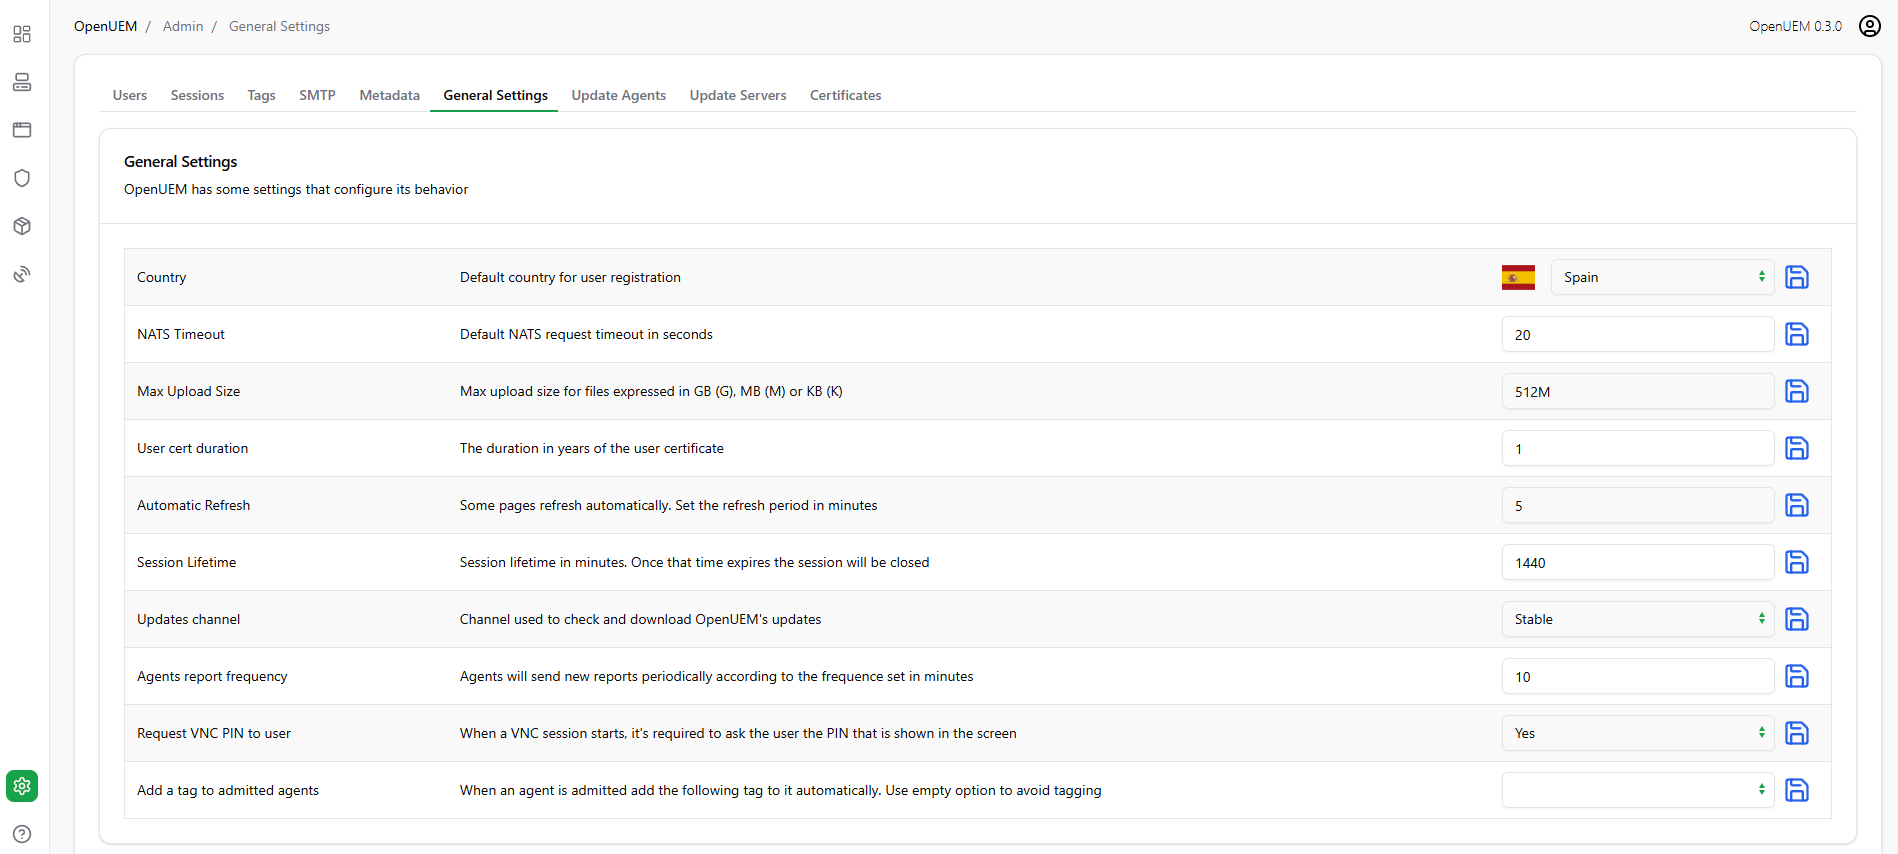 OpenUEM / Admin / General Settings
OpenUEM 0.3.0
Users Sessions Tags SMTP Metadata General Settings Update Agents Update Servers Certificates
General Settings
OpenUEM has some settings that configure its behavior
Country Default country for user registration Spain
NATS Timeout Default NATS request timeout in seconds 20
Max Upload Size Max upload size for files expressed in GB (G), MB (M) or KB (K) 512M
User cert duration The duration in years of the user certificate 1
Automatic Refresh Some pages refresh automatically. Set the refresh period in minutes 5
Session Lifetime Session lifetime in minutes. Once that time expires the session will be closed 1440
Updates channel Channel used to check and download OpenUEM's updates Stable
Agents report frequency Agents will send new reports periodically according to the frequence set in minutes 10
Request VNC PIN to user When a VNC session starts, it's required to ask the user the PIN that is shown in the screen Yes
Add a tag to admitted agents When an agent is admitted add the following tag to it automatically. Use empty option to avoid tagging